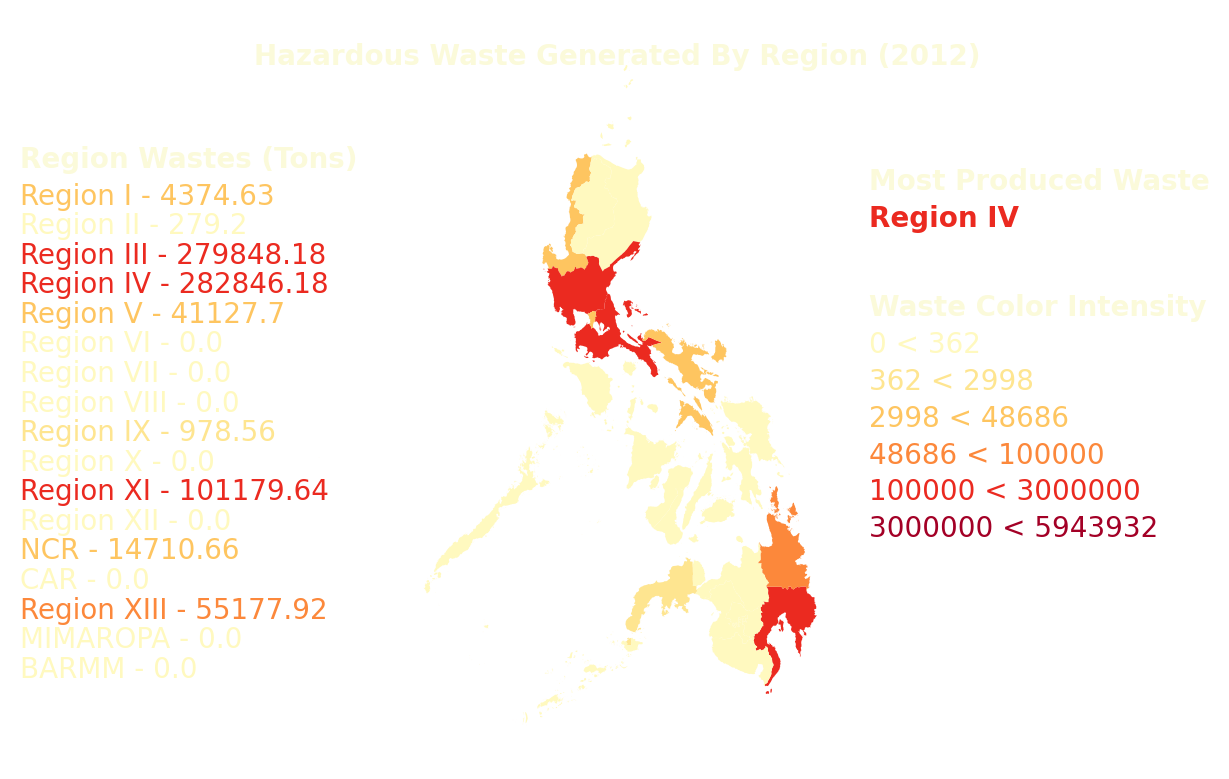 Hazardous Waste Generated By Region (2012)
Region Wastes (Tons)
Region I - 4374.63
Region II - 279.2
Region III - 279848.18
Region IV - 282846.18
Region V - 41127.7
Region VI - 0.0
Region VII - 0.0
Region VIII - 0.0
Region IX - 978.56
Region X - 0.0
Region XI - 101179.64
Region XII - 0.0
NCR - 14710.66
CAR - 0.0
Region XIII - 55177.92
MIMAROPA - 0.0
BARMM - 0.0
Most Produced Waste
Region IV
Waste Color Intensity
0 < 362
362 < 2998
2998 < 48686
48686 < 100000
100000 < 3000000
3000000 < 5943932